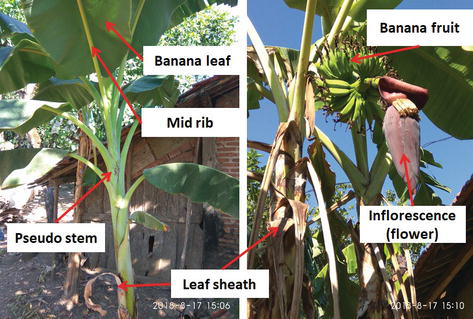 Banana leaf
Mid rib
Pseudo stem
Leaf sheath
2018-8-17 15:06
Banana fruit
Inflorescence
(flower)
2018-8-17 15:10